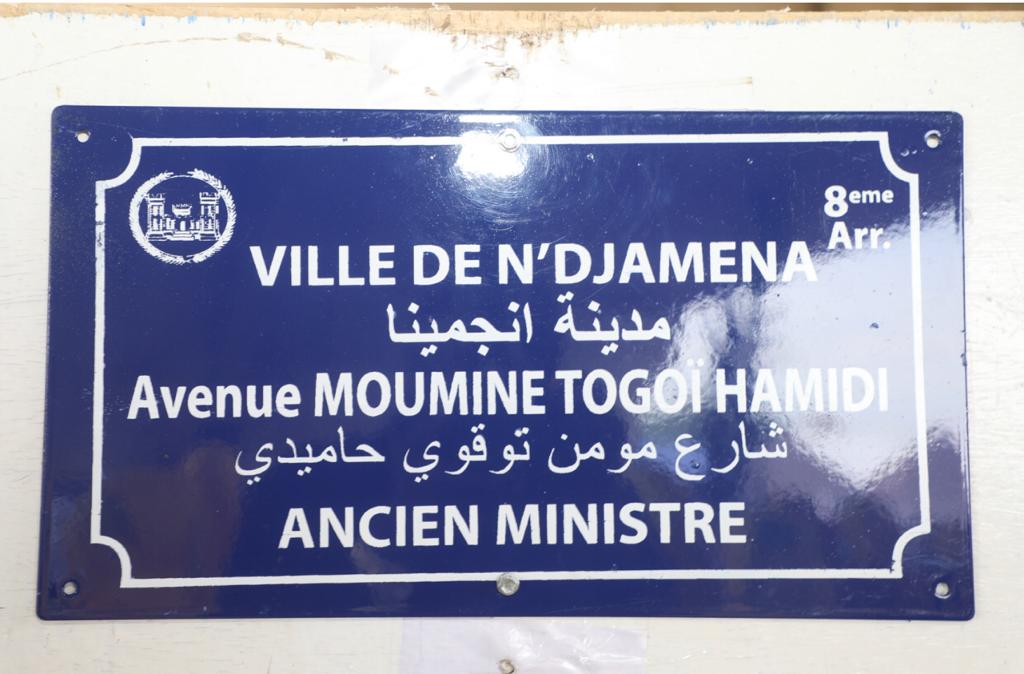 8eme
Arr.
VILLE DE N’DJAMENA
مدينة انجمينا
Avenue MOUMINE TOGOÏ HAMIDI
شارع مومن توقوي حاميدي
ANCIEN MINISTRE